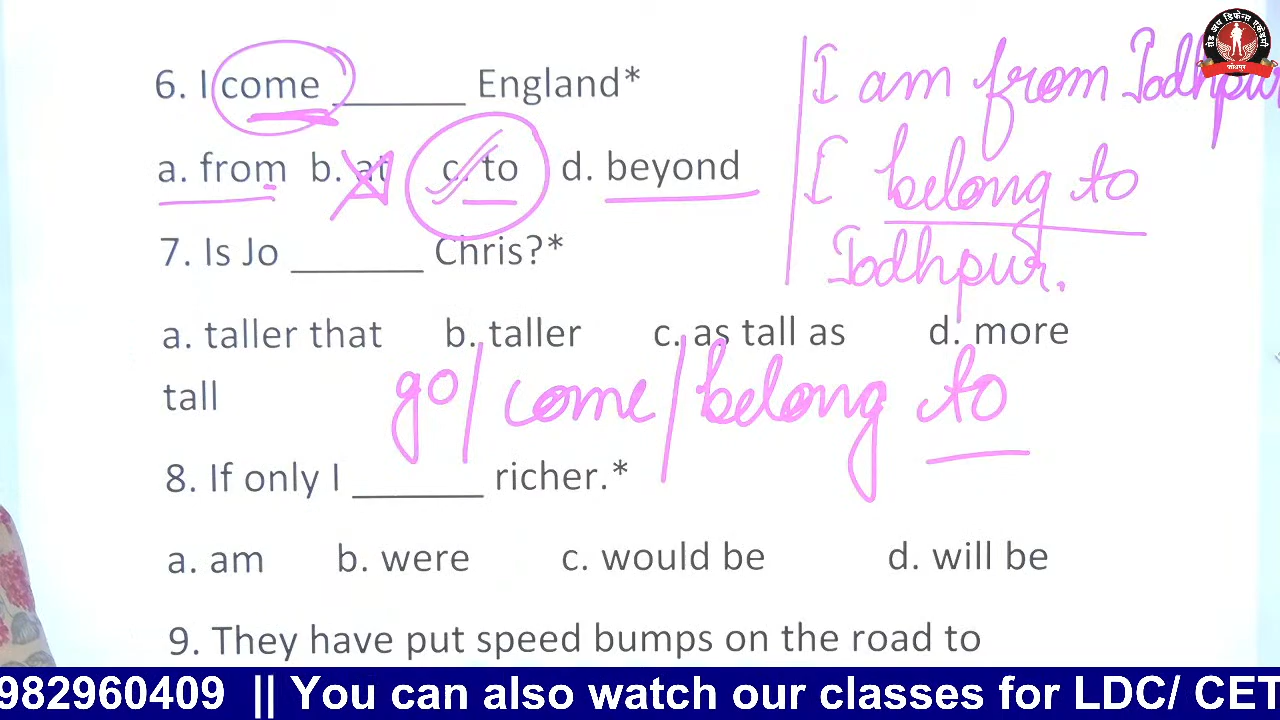 6. I come ______ England*
I am from Jodhpur
a. from b. at c. to d. beyond
I belong to
Jodhpur.
7. Is Jo ______ Chris?*
a. taller that b. taller c. as tall as d. more
tall
go/ come/ belong to
8. If only I ______ richer.*
a. am b. were c. would be d. will be
9. They have put speed bumps on the road to
982960409 || You can also watch our classes for LDC/ CET
जोधपुर